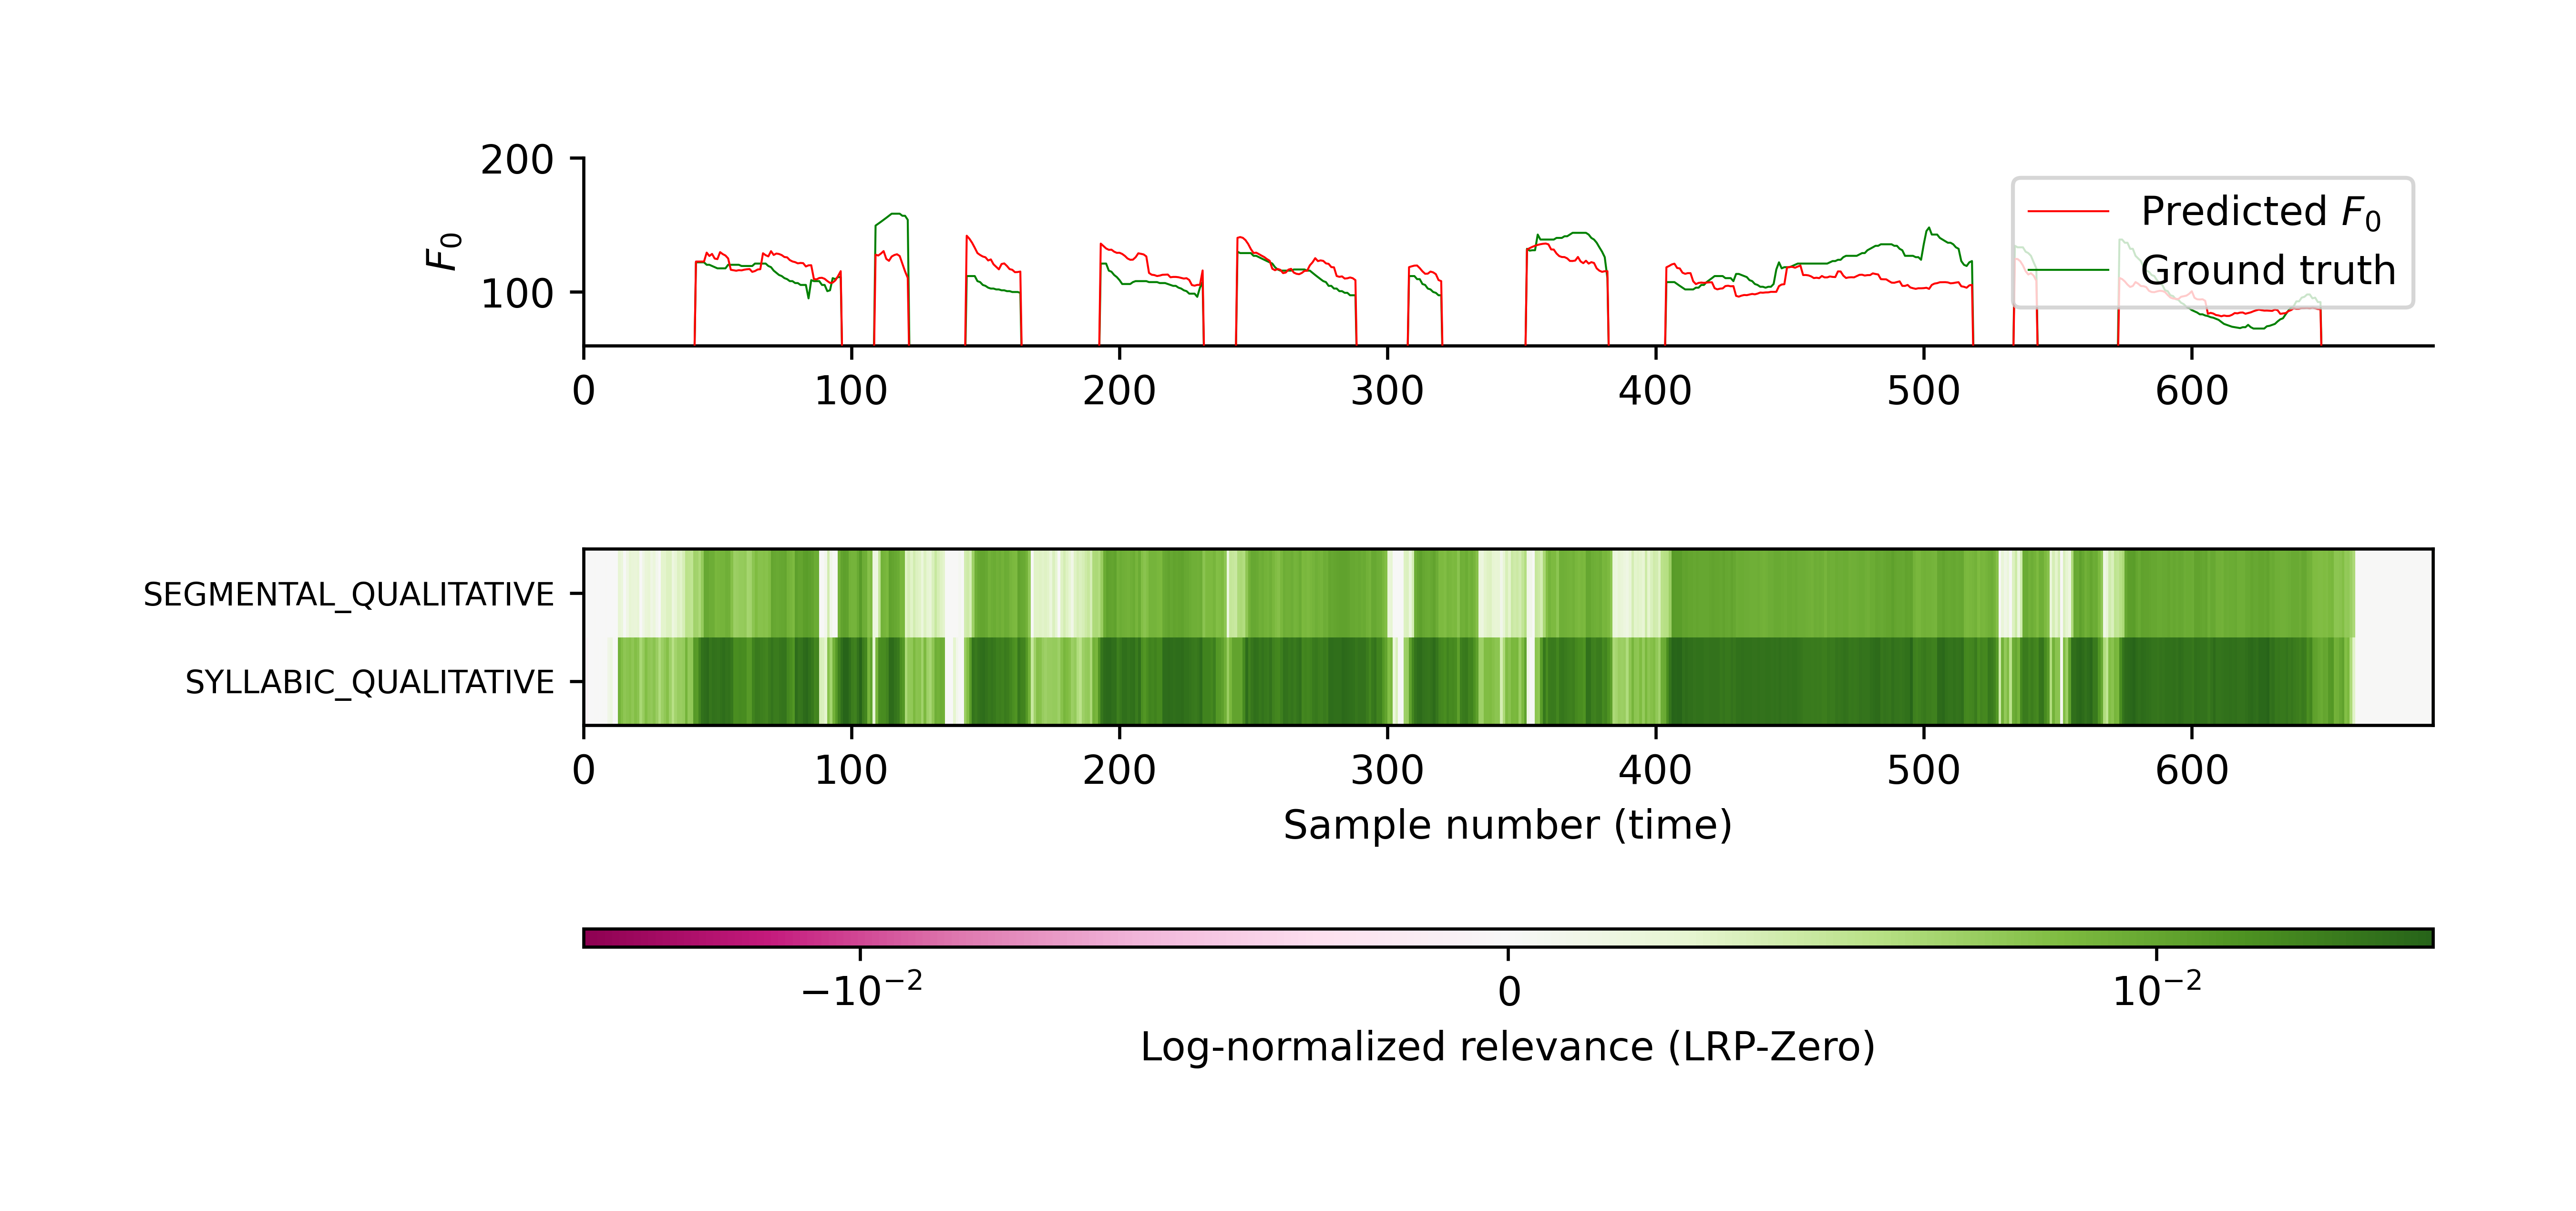 200
100
F₀
Predicted F₀
Ground truth
0 100 200 300 400 500 600
SEGMENTAL_QUALITATIVE
SYLLABIC_QUALITATIVE
0 100 200 300 400 500 600
Sample number (time)
−10⁻² 0 10⁻²
Log-normalized relevance (LRP-Zero)